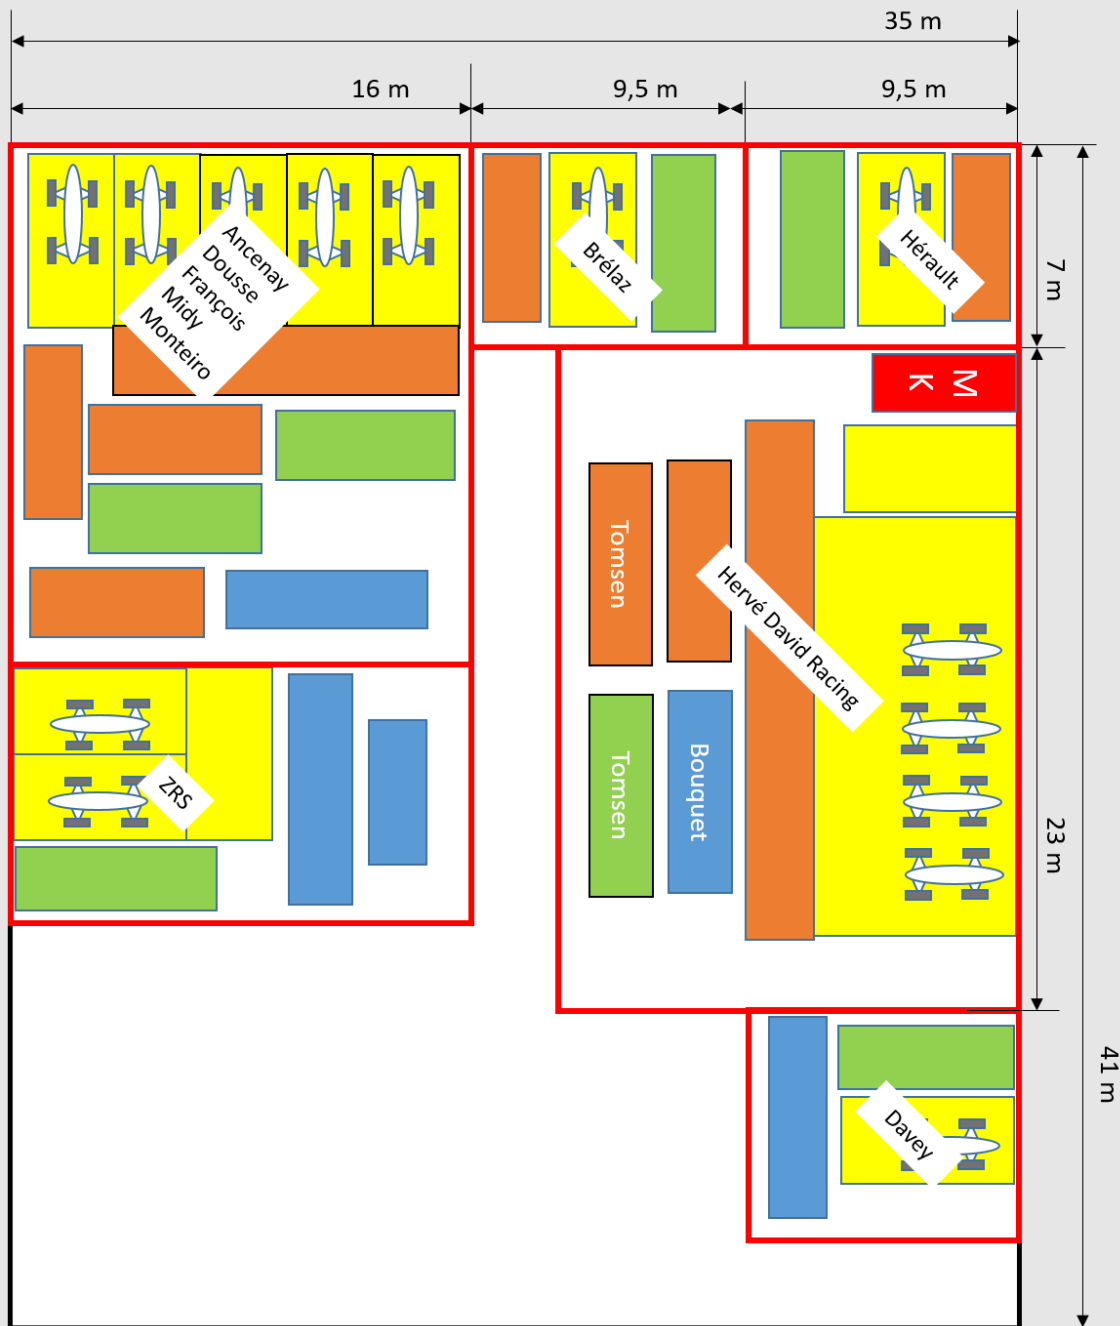 35 m
16 m
9,5 m
9,5 m
Ancenay
Dousse
François
Midy
Monteiro
Brélaz
Hérault
7 m
M
K
Tomsen
Hervé David Racing
Tomsen
Bouquet
ZRS
23 m
Davey
41 m